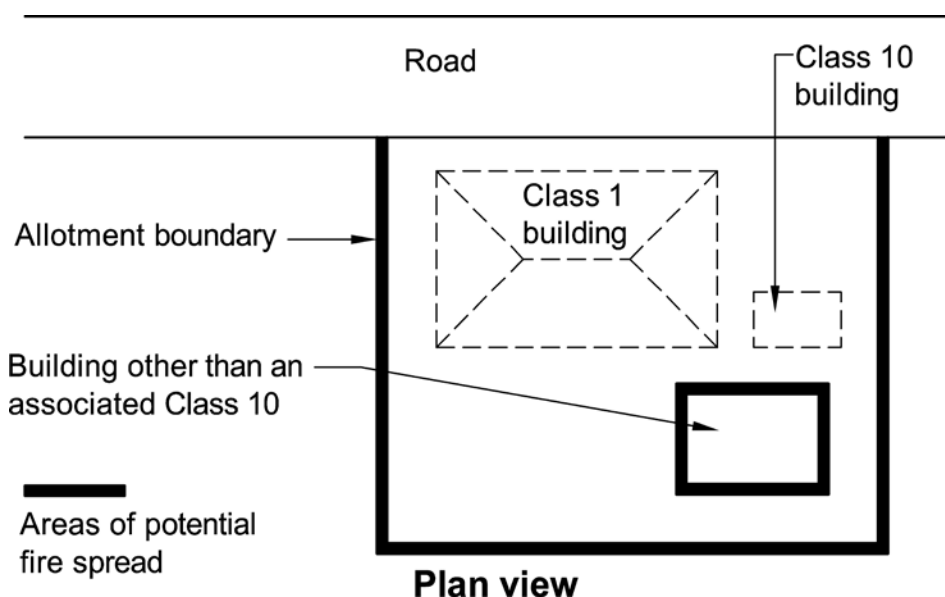 Road
Class 10
building
Class 1
building
Allotment boundary
Building other than an
associated Class 10
Areas of potential
fire spread
Plan view